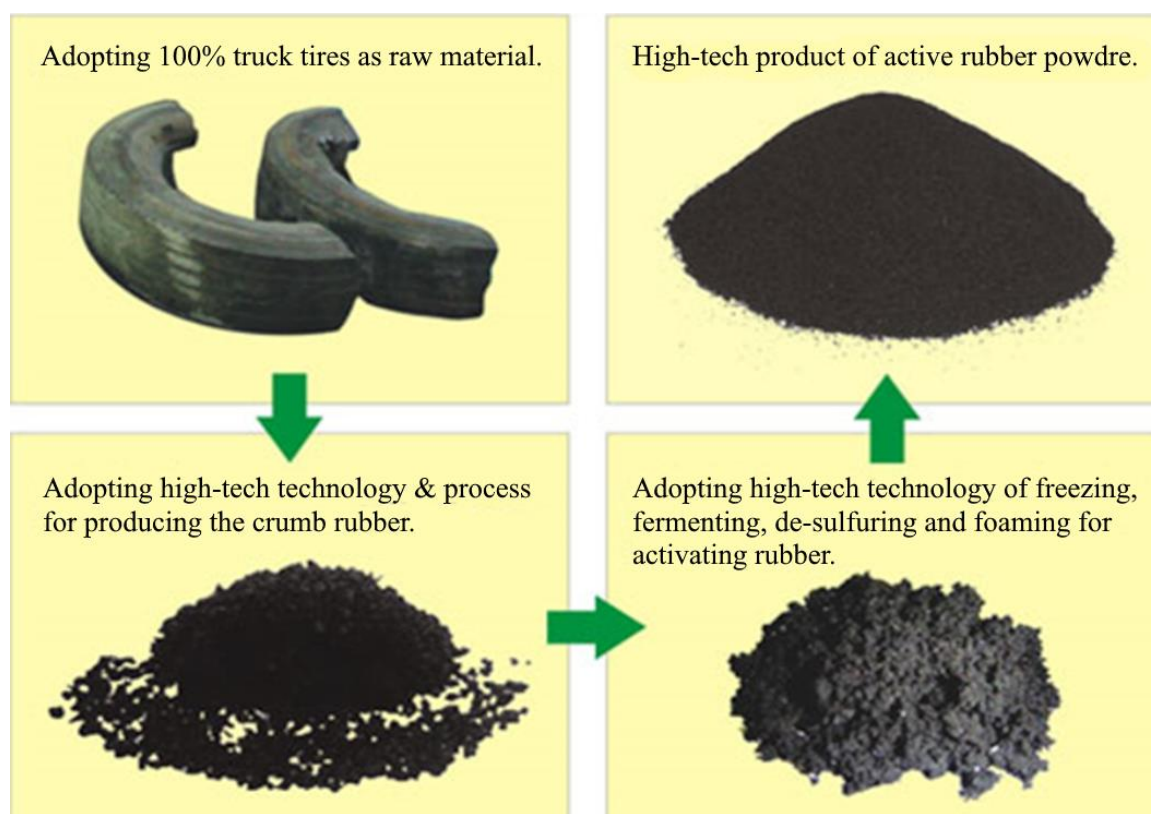 Adopting 100% truck tires as raw material.
Adopting high-tech technology & process
for producing the crumb rubber.
Adopting high-tech technology of freezing,
fermenting, de-sulfuring and foaming for
activating rubber.
High-tech product of active rubber powdre.